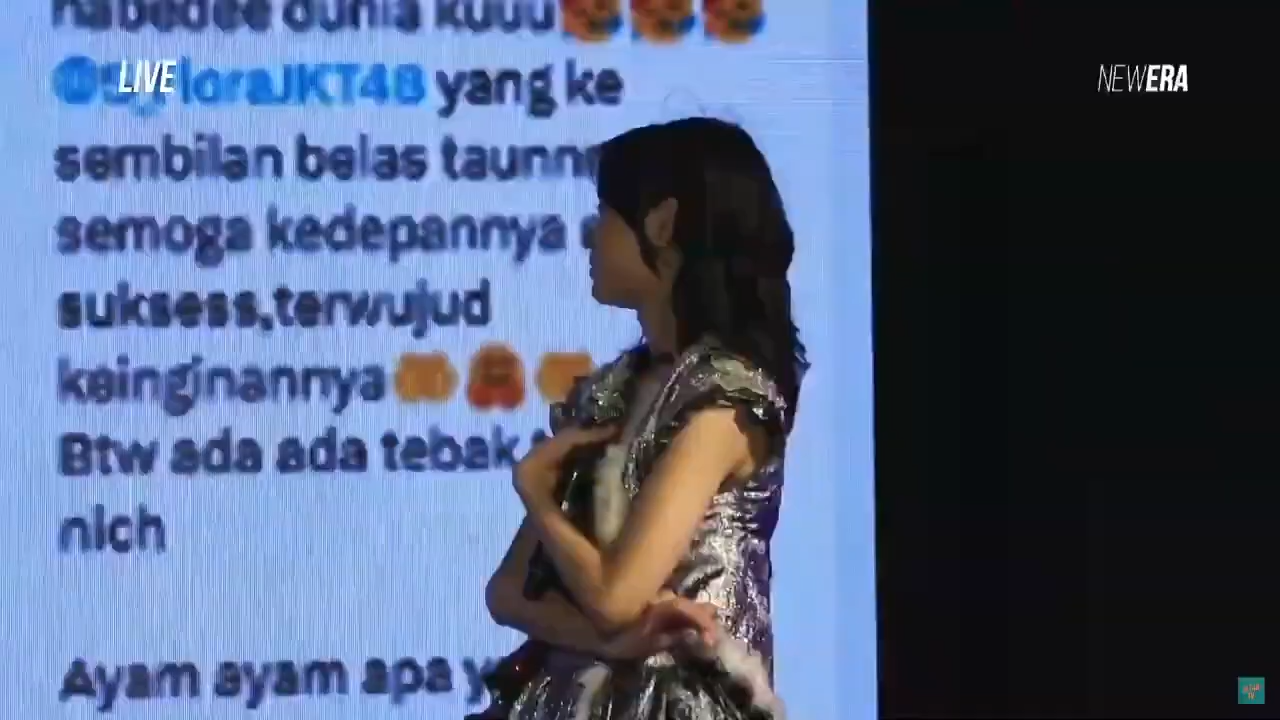 LIVE
NEWERA
habedee dunia kuuu
yang ke
sembilan belas
semoga kedepannya
suksess,terwujud
keinginannya
Btw ada ada tebak
nich
Ayam ayam apa